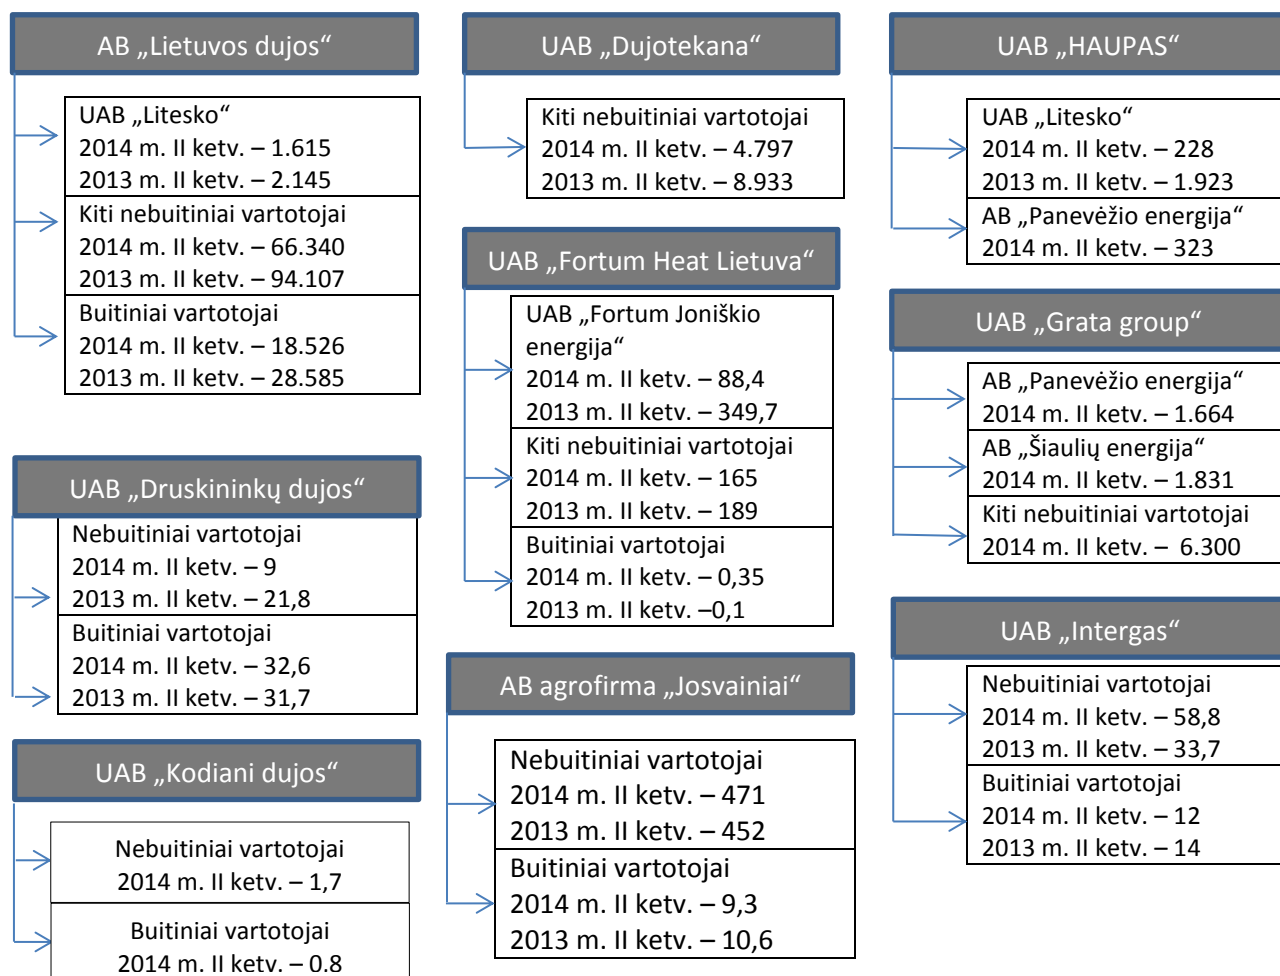 AB „Lietuvos dujos“
UAB „Litesko“
2014 m. II ketv. – 1.615
2013 m. II ketv. – 2.145
Kiti nebuitiniai vartotojai
2014 m. II ketv. – 66.340
2013 m. II ketv. – 94.107
Buitiniai vartotojai
2014 m. II ketv. – 18.526
2013 m. II ketv. – 28.585
UAB „Druskininkų dujos“
Nebuitiniai vartotojai
2014 m. II ketv. – 9
2013 m. II ketv. – 21,8
Buitiniai vartotojai
2014 m. II ketv. – 32,6
2013 m. II ketv. – 31,7
UAB „Kodiani dujos“
Nebuitiniai vartotojai
2014 m. II ketv. – 1,7
Buitiniai vartotojai
2014 m. II ketv. – 0.8
UAB „Dujotekana“
Kiti nebuitiniai vartotojai
2014 m. II ketv. – 4.797
2013 m. II ketv. – 8.933
UAB „Fortum Heat Lietuva“
UAB „Fortum Joniškio
energija“
2014 m. II ketv. – 88,4
2013 m. II ketv. – 349,7
Kiti nebuitiniai vartotojai
2014 m. II ketv. – 165
2013 m. II ketv. – 189
Buitiniai vartotojai
2014 m. II ketv. – 0,35
2013 m. II ketv. –0,1
AB agrofirma „Josvainiai“
Nebuitiniai vartotojai
2014 m. II ketv. – 471
2013 m. II ketv. – 452
Buitiniai vartotojai
2014 m. II ketv. – 9,3
2013 m. II ketv. – 10,6
UAB „HAUPAS“
UAB „Litesko“
2014 m. II ketv. – 228
2013 m. II ketv. – 1.923
AB „Panevėžio energija“
2014 m. II ketv. – 323
UAB „Grata group“
AB „Panevėžio energija“
2014 m. II ketv. – 1.664
AB „Šiaulių energija“
2014 m. II ketv. – 1.831
Kiti nebuitiniai vartotojai
2014 m. II ketv. – 6.300
UAB „Intergas“
Nebuitiniai vartotojai
2014 m. II ketv. – 58,8
2013 m. II ketv. – 33,7
Buitiniai vartotojai
2014 m. II ketv. – 12
2013 m. II ketv. – 14